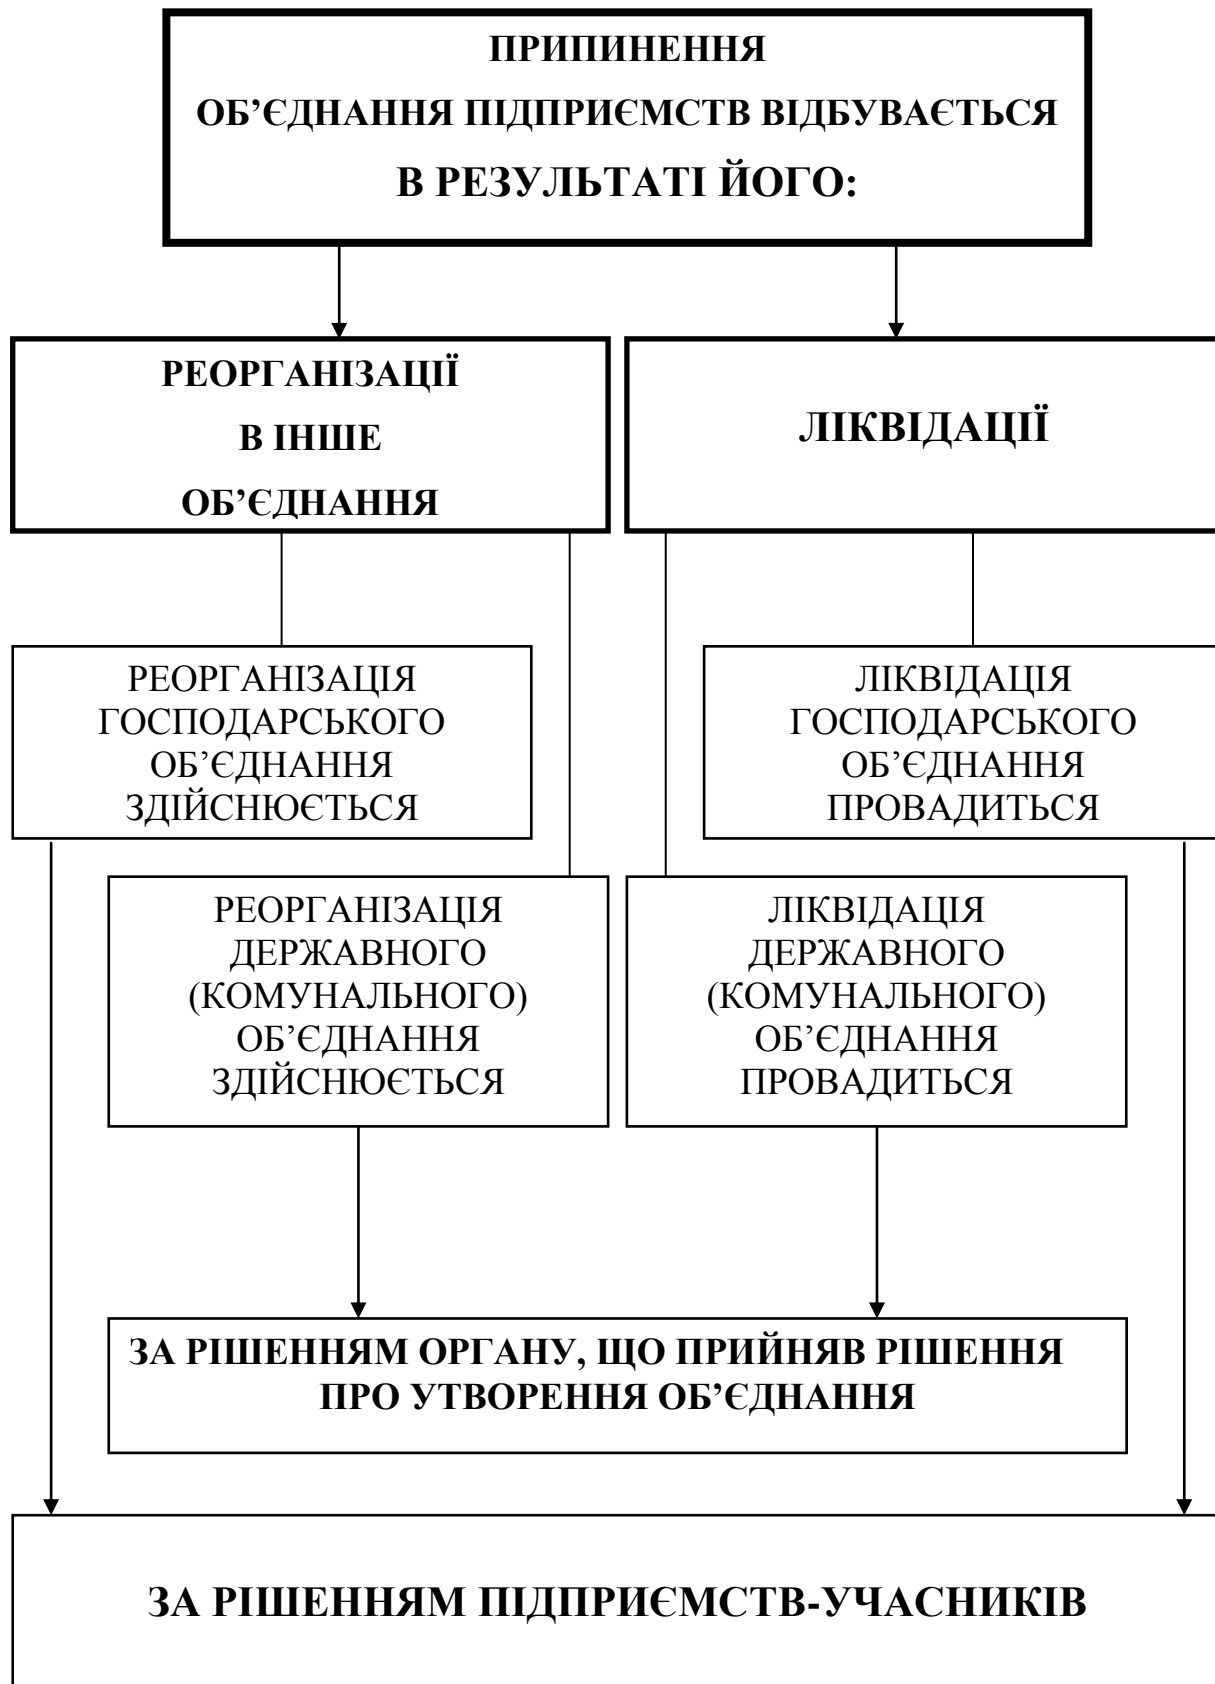 ПРИПИНЕННЯ
ОБ’ЄДНАННЯ ПІДПРИЄМСТВ ВІДБУВАЄТЬСЯ
В РЕЗУЛЬТАТІ ЙОГО:
РЕОРГАНІЗАЦІЇ
В ІНШЕ
ОБ’ЄДНАННЯ
ЛІКВІДАЦІЇ
РЕОРГАНІЗАЦІЯ
ГОСПОДАРСЬКОГО
ОБ’ЄДНАННЯ
ЗДІЙСНЮЄТЬСЯ
ЛІКВІДАЦІЯ
ГОСПОДАРСЬКОГО
ОБ’ЄДНАННЯ
ПРОВАДИТЬСЯ
РЕОРГАНІЗАЦІЯ
ДЕРЖАВНОГО
(КОМУНАЛЬНОГО)
ОБ’ЄДНАННЯ
ЗДІЙСНЮЄТЬСЯ
ЛІКВІДАЦІЯ
ДЕРЖАВНОГО
(КОМУНАЛЬНОГО)
ОБ’ЄДНАННЯ
ПРОВАДИТЬСЯ
ЗА РІШЕННЯМ ОРГАНУ, ЩО ПРИЙНЯВ РІШЕННЯ
ПРО УТВОРЕННЯ ОБ’ЄДНАННЯ
ЗА РІШЕННЯМ ПІДПРИЄМСТВ-УЧАСНИКІВ